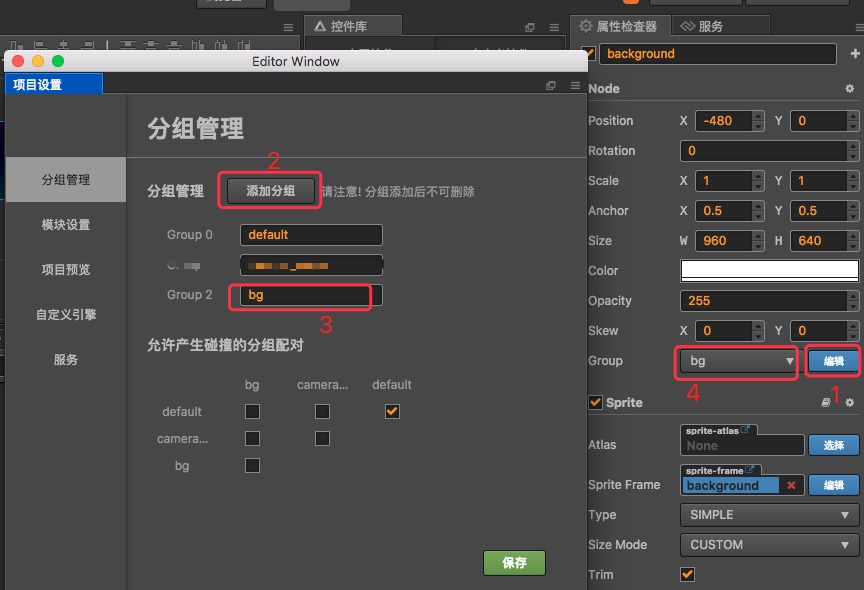 控件库
属性检查器
服务
Editor Window
background
项目设置
Node
分组管理
Position X -480 Y 0
Rotation 0
2
分组管理
Scale X 1 Y 1
分组管理 添加分组 请注意! 分组添加后不可删除
Anchor X 0.5 Y 0.5
模块设置
Group 0 default
Size W 960 H 640
项目预览
Color
Group 2 bg
Opacity 255
自定义引擎
3
Skew X 0 Y 0
允许产生碰撞的分组配对
服务
Group bg 编辑
bg camera... default
4
1
default
Sprite
camera...
sprite-atlas
Atlas None 选择
bg
sprite-frame
Sprite Frame background 编辑
Type SIMPLE
Size Mode CUSTOM
保存
Trim